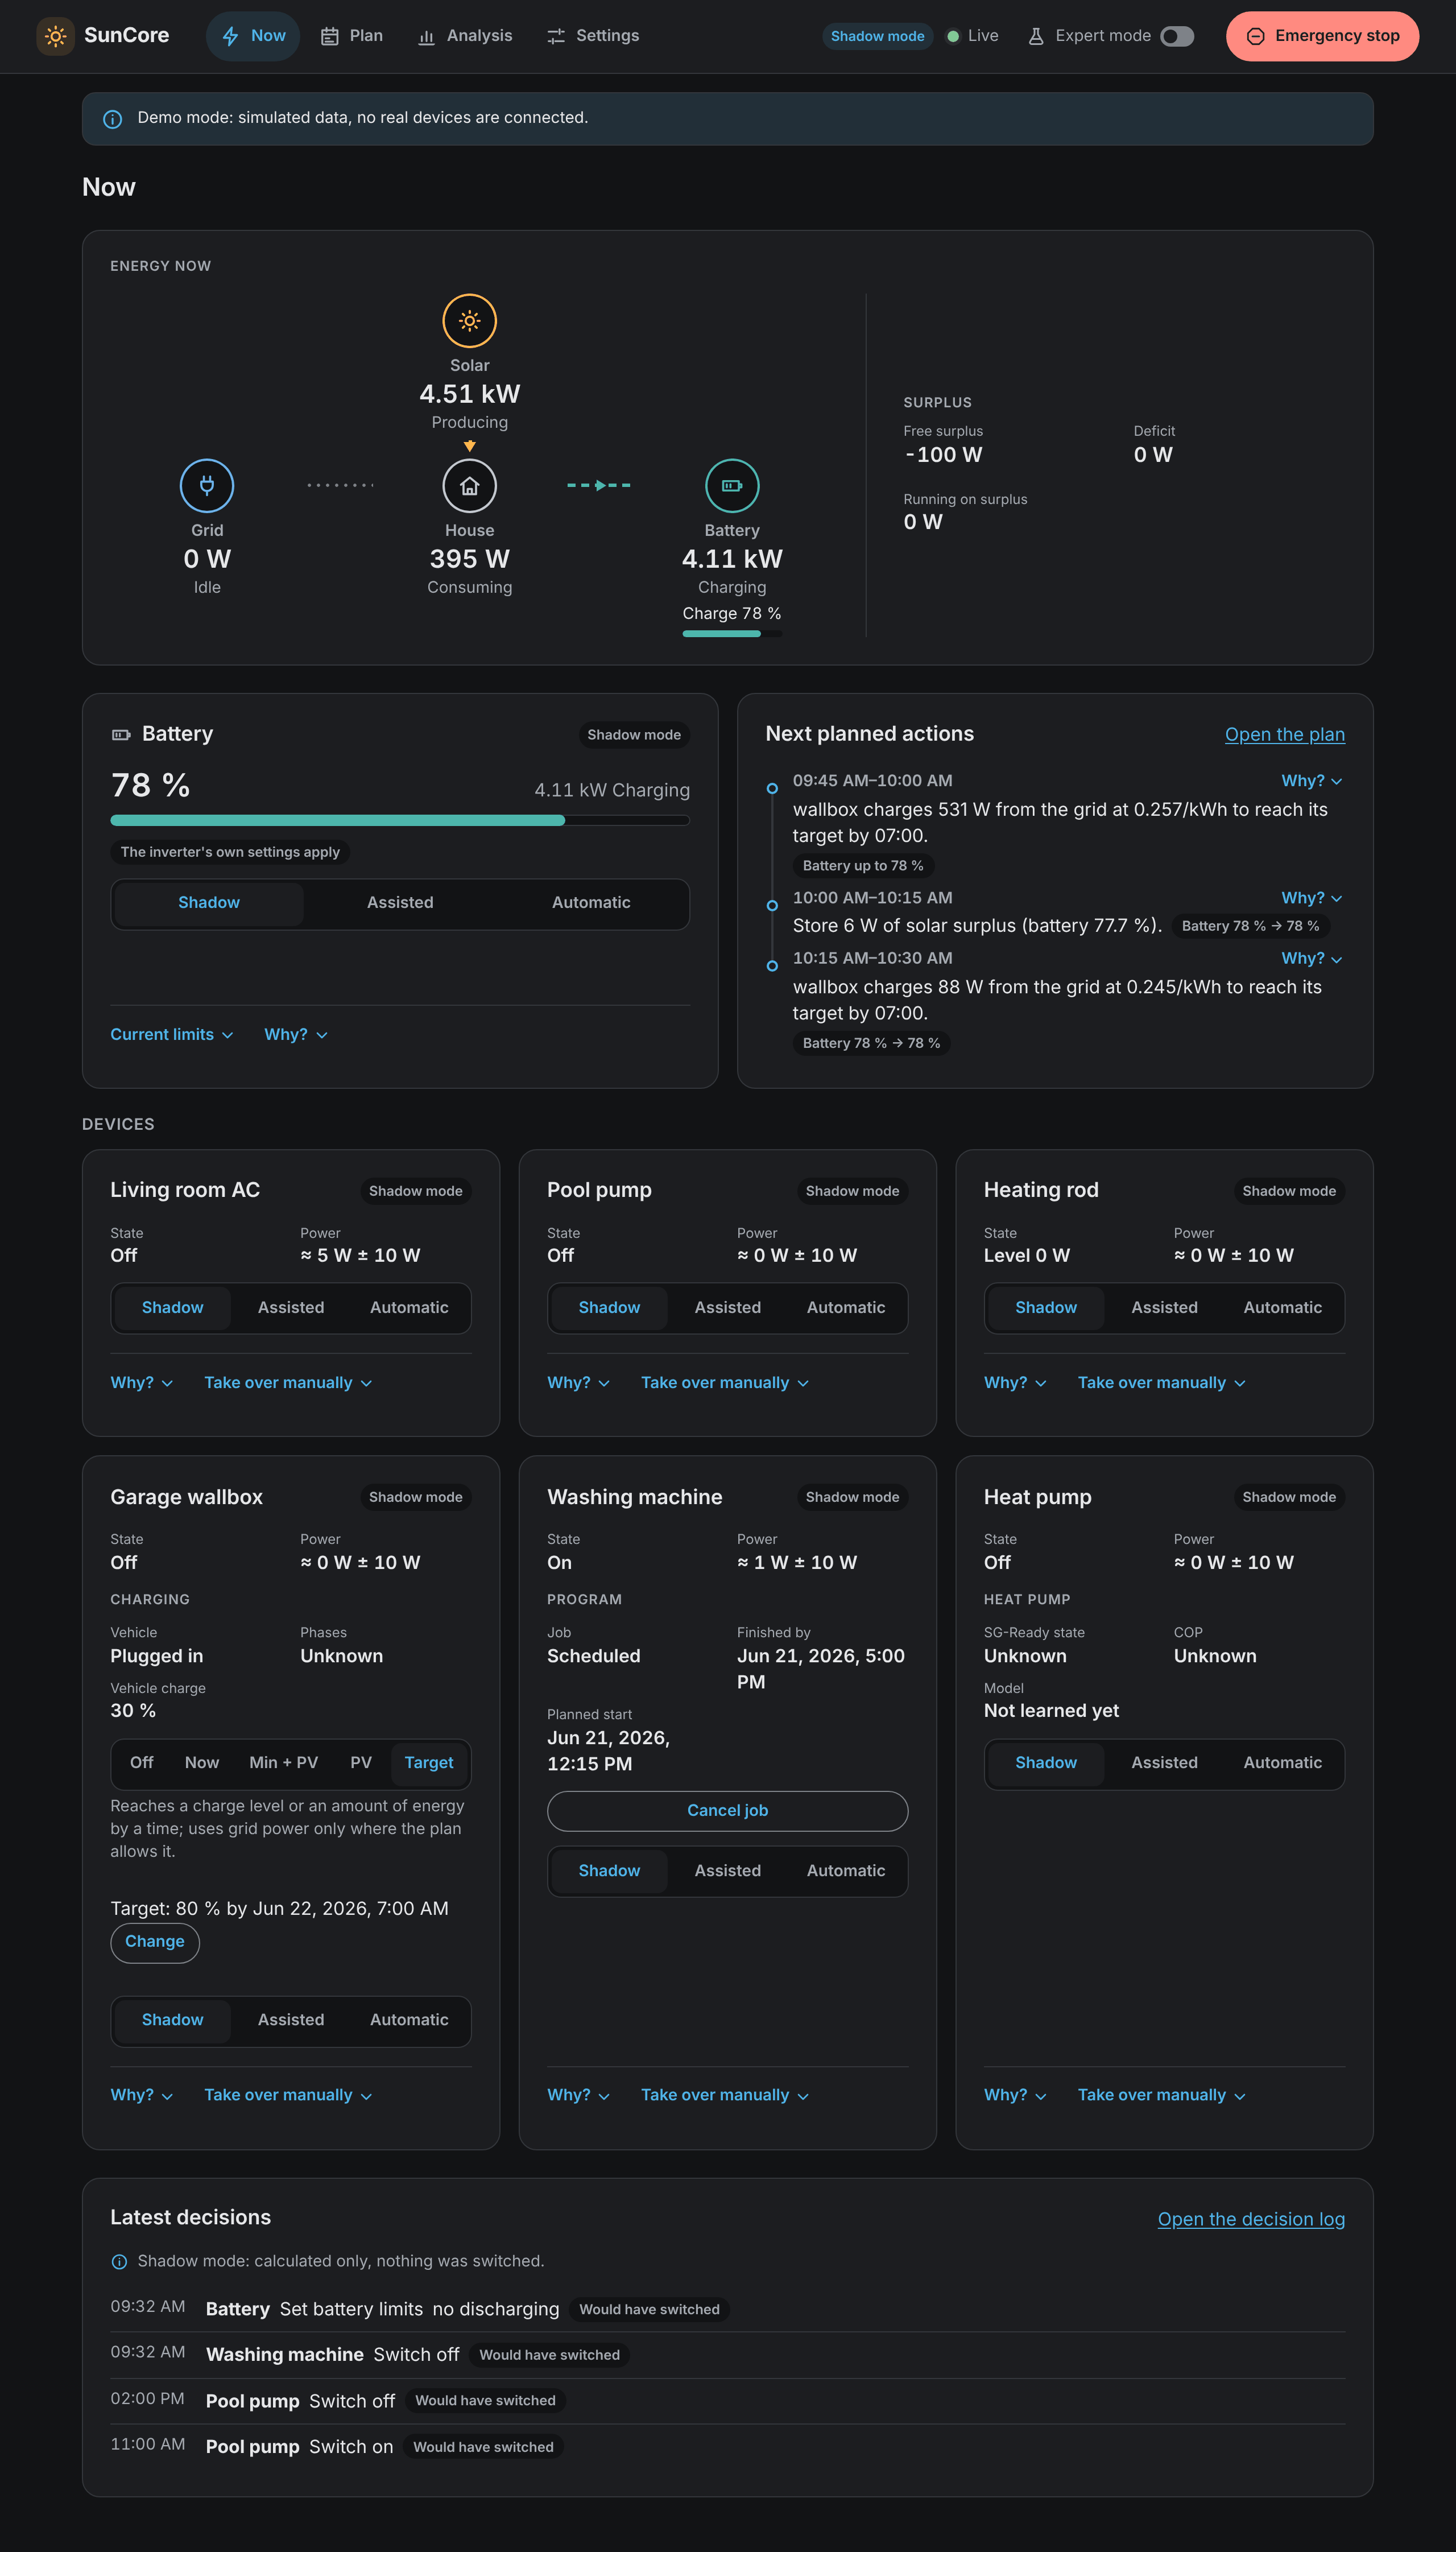 SunCore
Now
Plan
Analysis
Settings
Shadow mode
Live
Expert mode
Emergency stop
Demo mode: simulated data, no real devices are connected.
Now
ENERGY NOW
Solar
4.51 kW
Producing
Grid
0 W
Idle
House
395 W
Consuming
Battery
4.11 kW
Charging
Charge 78 %
SURPLUS
Free surplus
-100 W
Deficit
0 W
Running on surplus
0 W
Battery
Shadow mode
78 %
4.11 kW Charging
The inverter's own settings apply
Shadow
Assisted
Automatic
Current limits
Why?
Next planned actions
Open the plan
09:45 AM–10:00 AM
Why?
wallbox charges 531 W from the grid at 0.257/kWh to reach its
target by 07:00.
Battery up to 78 %
10:00 AM–10:15 AM
Why?
Store 6 W of solar surplus (battery 77.7 %).
Battery 78 % → 78 %
10:15 AM–10:30 AM
Why?
wallbox charges 88 W from the grid at 0.245/kWh to reach its
target by 07:00.
Battery 78 % → 78 %
DEVICES
Living room AC
Shadow mode
State
Off
Power
≈ 5 W ± 10 W
Shadow
Assisted
Automatic
Why?
Take over manually
Pool pump
Shadow mode
State
Off
Power
≈ 0 W ± 10 W
Shadow
Assisted
Automatic
Why?
Take over manually
Heating rod
Shadow mode
State
Level 0 W
Power
≈ 0 W ± 10 W
Shadow
Assisted
Automatic
Why?
Take over manually
Garage wallbox
Shadow mode
State
Off
Power
≈ 0 W ± 10 W
CHARGING
Vehicle
Plugged in
Phases
Unknown
Vehicle charge
30 %
Off
Now
Min + PV
PV
Target
Reaches a charge level or an amount of energy
by a time; uses grid power only where the plan
allows it.
Target: 80 % by Jun 22, 2026, 7:00 AM
Change
Shadow
Assisted
Automatic
Why?
Take over manually
Washing machine
Shadow mode
State
On
Power
≈ 1 W ± 10 W
PROGRAM
Job
Scheduled
Finished by
Jun 21, 2026, 5:00
PM
Planned start
Jun 21, 2026,
12:15 PM
Cancel job
Shadow
Assisted
Automatic
Why?
Take over manually
Heat pump
Shadow mode
State
Off
Power
≈ 0 W ± 10 W
HEAT PUMP
SG-Ready state
Unknown
COP
Unknown
Model
Not learned yet
Shadow
Assisted
Automatic
Why?
Take over manually
Latest decisions
Open the decision log
Shadow mode: calculated only, nothing was switched.
09:32 AM Battery Set battery limits no discharging Would have switched
09:32 AM Washing machine Switch off Would have switched
02:00 PM Pool pump Switch off Would have switched
11:00 AM Pool pump Switch on Would have switched